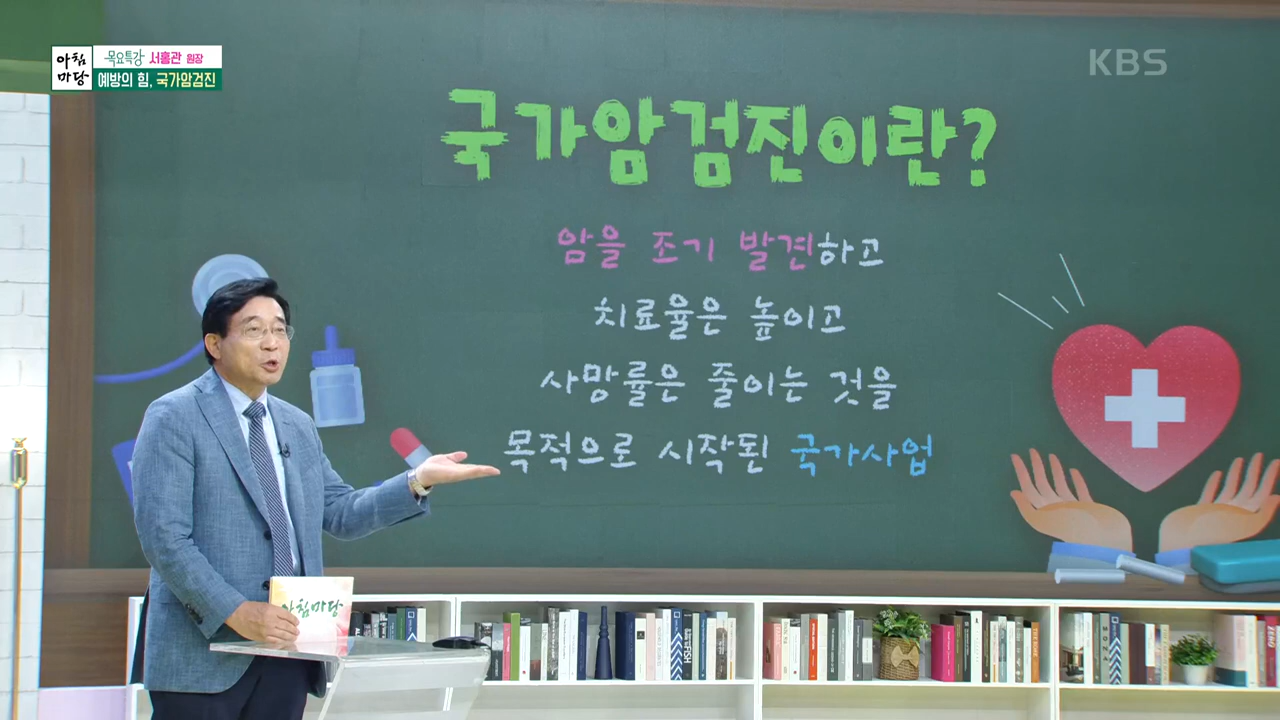 아침
마당
목요특강 서홍관 원장
예방의 힘, 국가암검진
KBS
국가암검진이란?
암을 조기 발견하고
치료율은 높이고
사망률은 줄이는 것을
목적으로 시작된 국가사업
아침마당